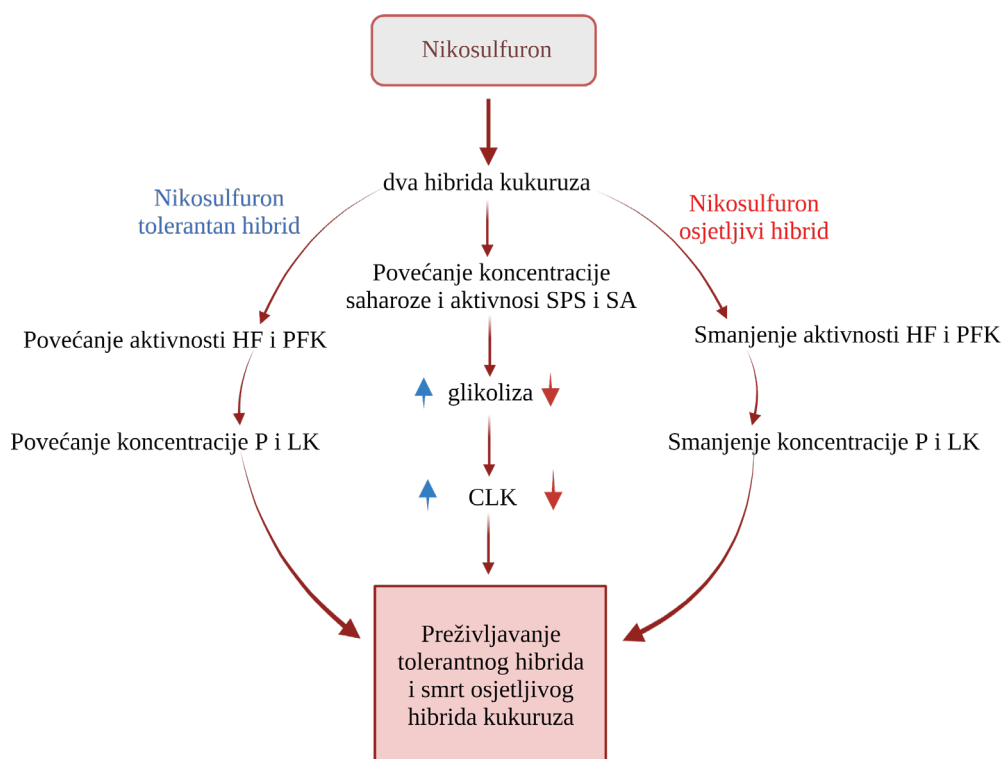 Nikosulfuron
dva hibrida kukuruza
Nikosulfuron
tolerantan hibrid
Nikosulfuron
osjetljivi hibrid
Povećanje koncentracije
saharoze i aktivnosi SPS i SA
Povećanje aktivnosti HF i PFK
Smanjenje aktivnosti HF i PFK
glikoliza
Povećanje koncentracije P i LK
Smanjenje koncentracije P i LK
CLK
Preživljavanje
tolerantnog hibrida
i smrt osjetljivog
hibrida kukuruza